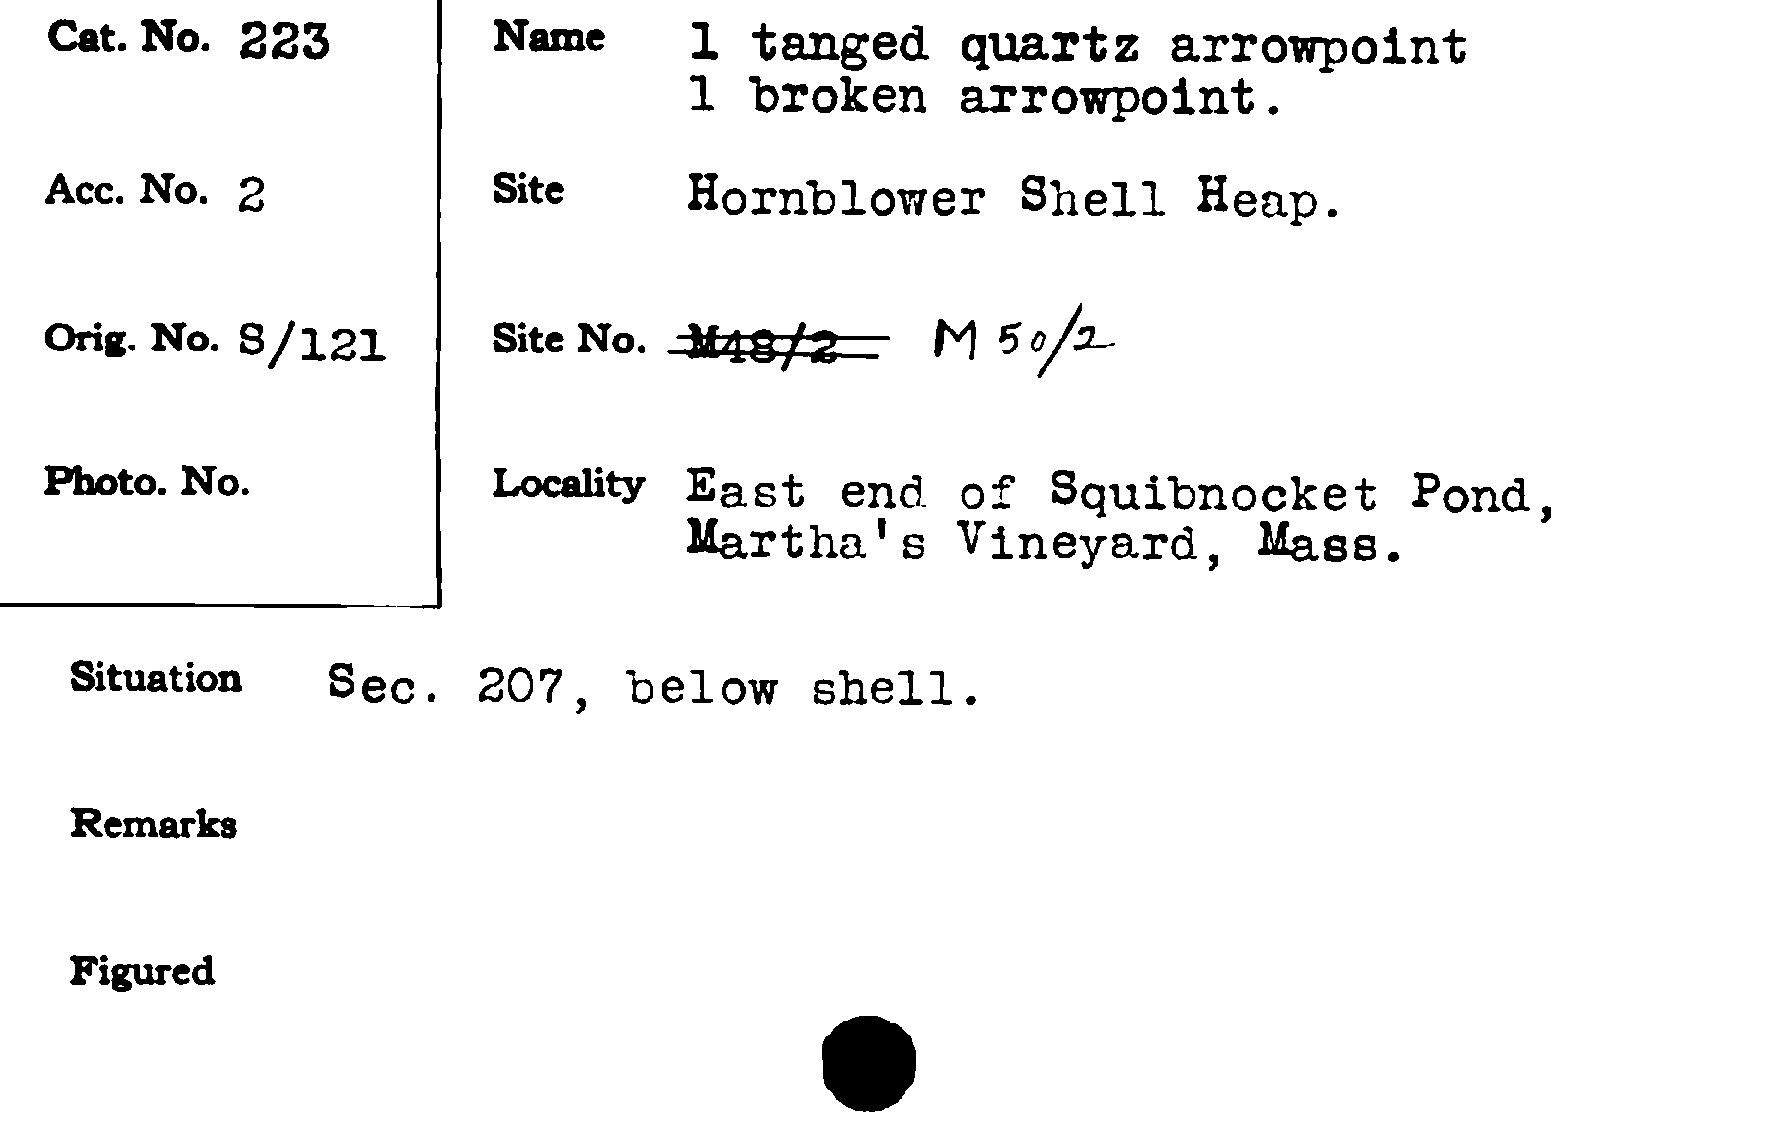 Cat. No. 223
Name 1 tanged quartz arrowpoint
1 broken arrowpoint.
Acc. No. 2
Site Hornblower Shell Heap.
Orig. No. S/121
Site No. M48/2 M 50/2
Photo. No.
Locality East end of Squibnocket Pond,
Martha's Vineyard, Mass.
Situation Sec. 207, below shell.
Remarks
Figured